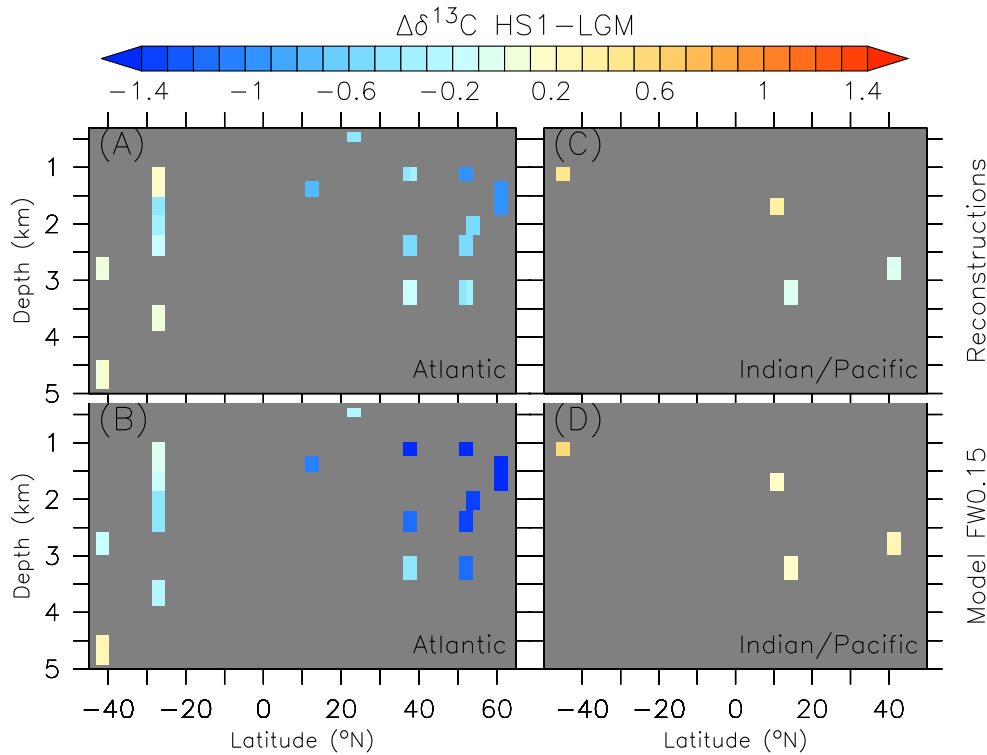 Δδ¹³C HS1−LGM
−1.4 −1 −0.6 −0.2 0.2 0.6 1 1.4
(A) (C)
1
2
3
4
5
Depth (km)
Atlantic Indian/Pacific
Reconstructions
(B) (D)
1
2
3
4
5
Depth (km)
Atlantic Indian/Pacific
Model FW0.15
−40 −20 0 20 40 60 −40 −20 0 20 40
Latitude (°N) Latitude (°N)